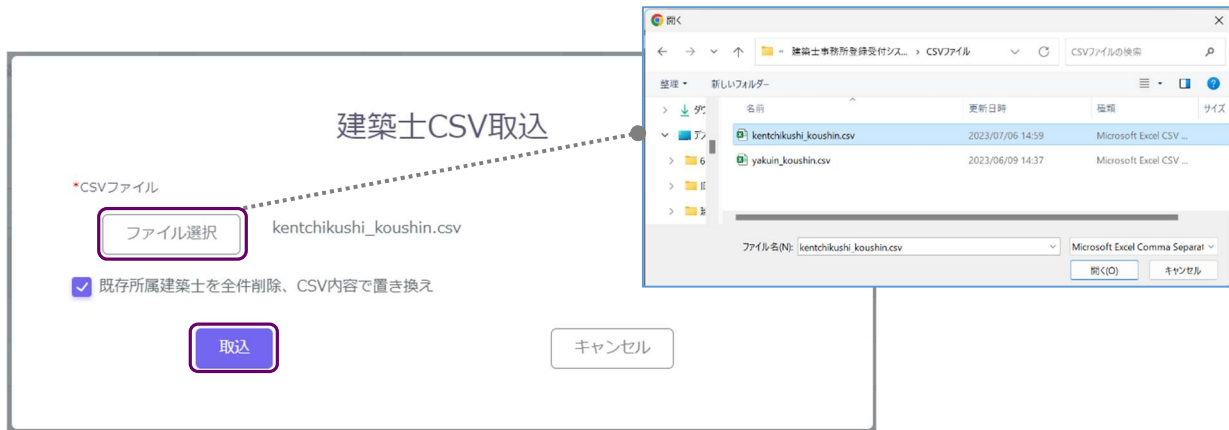 建築士CSV取込
*CSVファイル
ファイル選択
kentchikushi_koushin.csv
既存所属建築士を全件削除、CSV内容で置き換え
取込
キャンセル
開く
« 建築士事務所登録受付シス... › CSVファイル
CSVファイルの検索
整理
新しいフォルダー
名前
更新日時
種類
サイズ
kentchikushi_koushin.csv
2023/07/06 14:59
Microsoft Excel CSV ...
yakuin_koushin.csv
2023/06/09 14:37
Microsoft Excel CSV ...
6
ファイル名(N):
kentchikushi_koushin.csv
Microsoft Excel Comma Separat
開く(O)
キャンセル